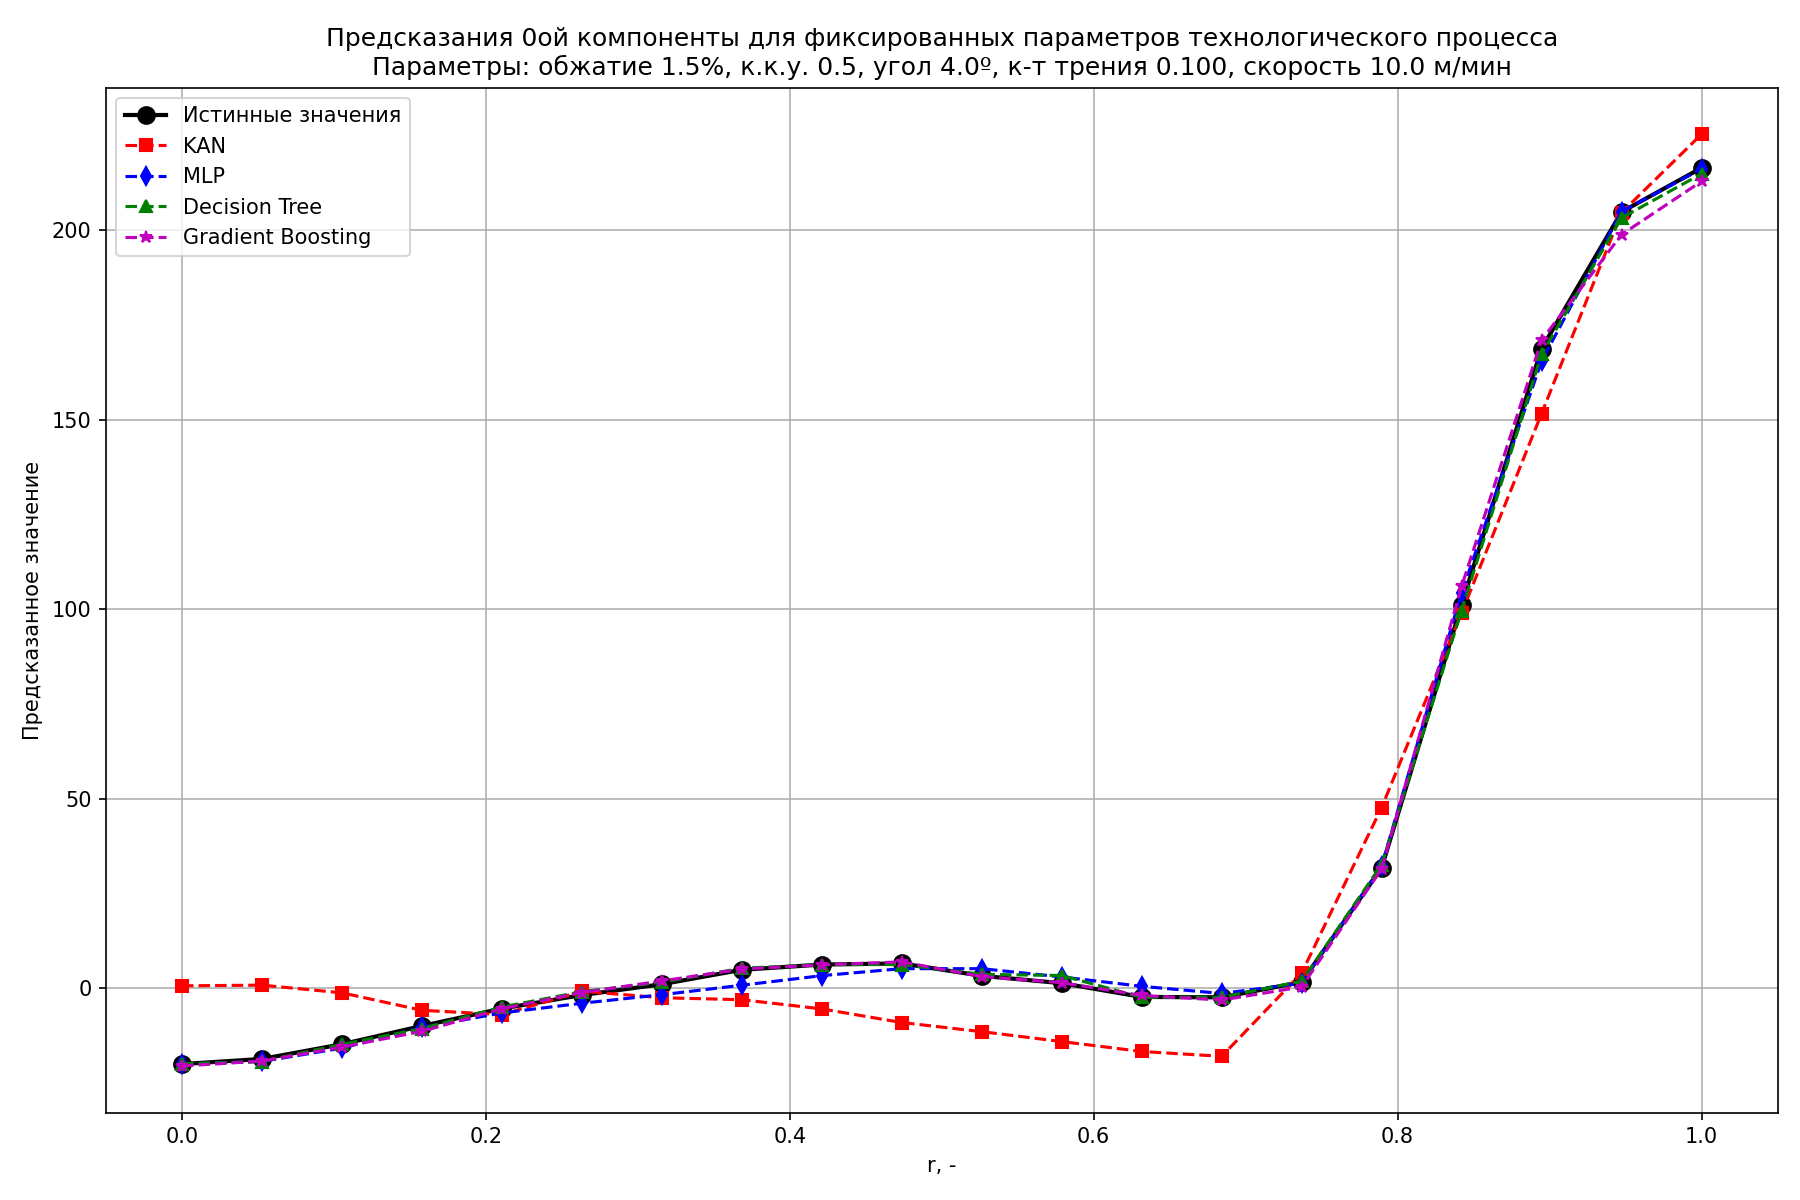 Предсказания 0ой компоненты для фиксированных параметров технологического процесса
Параметры: обжатие 1.5%, к.к.у. 0.5, угол 4.0º, к-т трения 0.100, скорость 10.0 м/мин
Истинные значения
KAN
MLP
Decision Tree
Gradient Boosting
Предсказанное значение
200
150
100
50
0
0.0
0.2
0.4
0.6
0.8
1.0
r, -